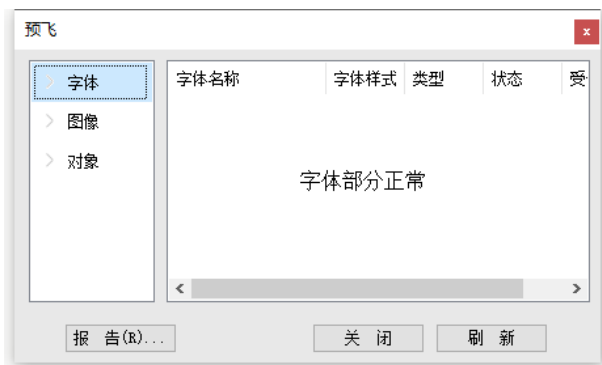 预飞
x
字体
字体名称 字体样式 类型 状态 受
图像
对象
字体部分正常
报 告(R)... 关 闭 刷 新